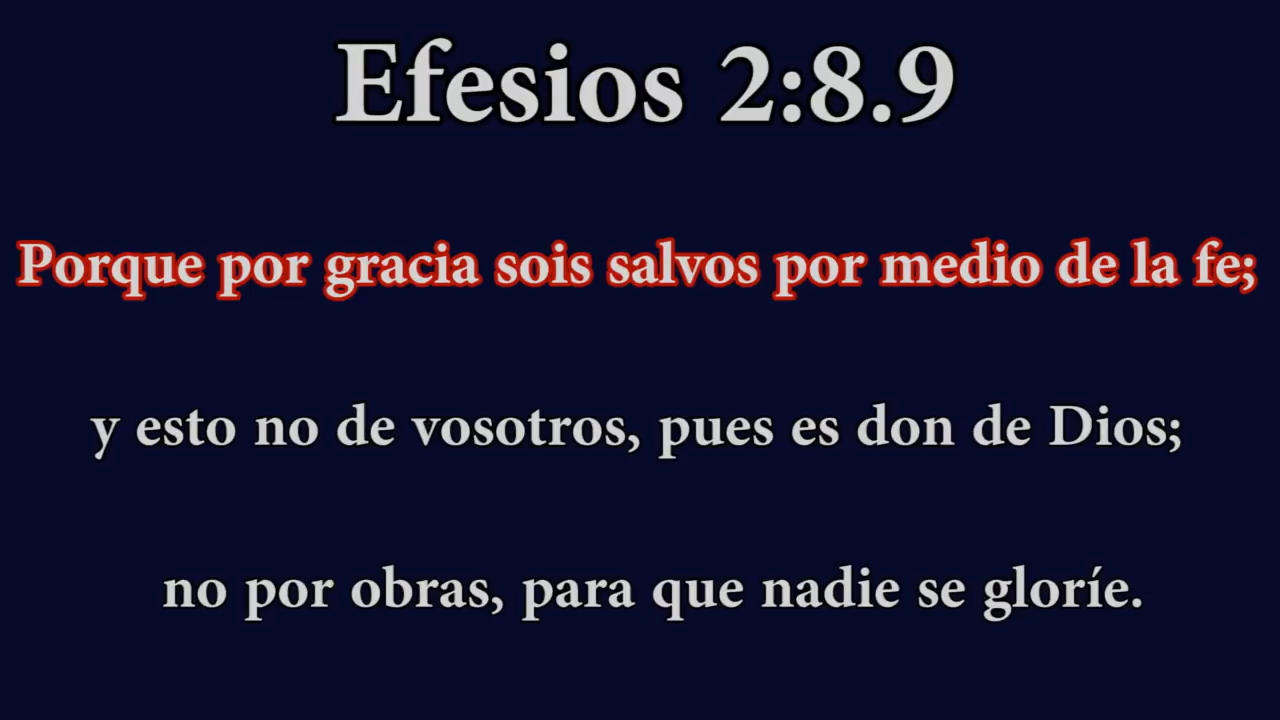 Efesios 2:8.9
Porque por gracia sois salvos por medio de la fe;
y esto no de vosotros, pues es don de Dios;
no por obras, para que nadie se gloríe.